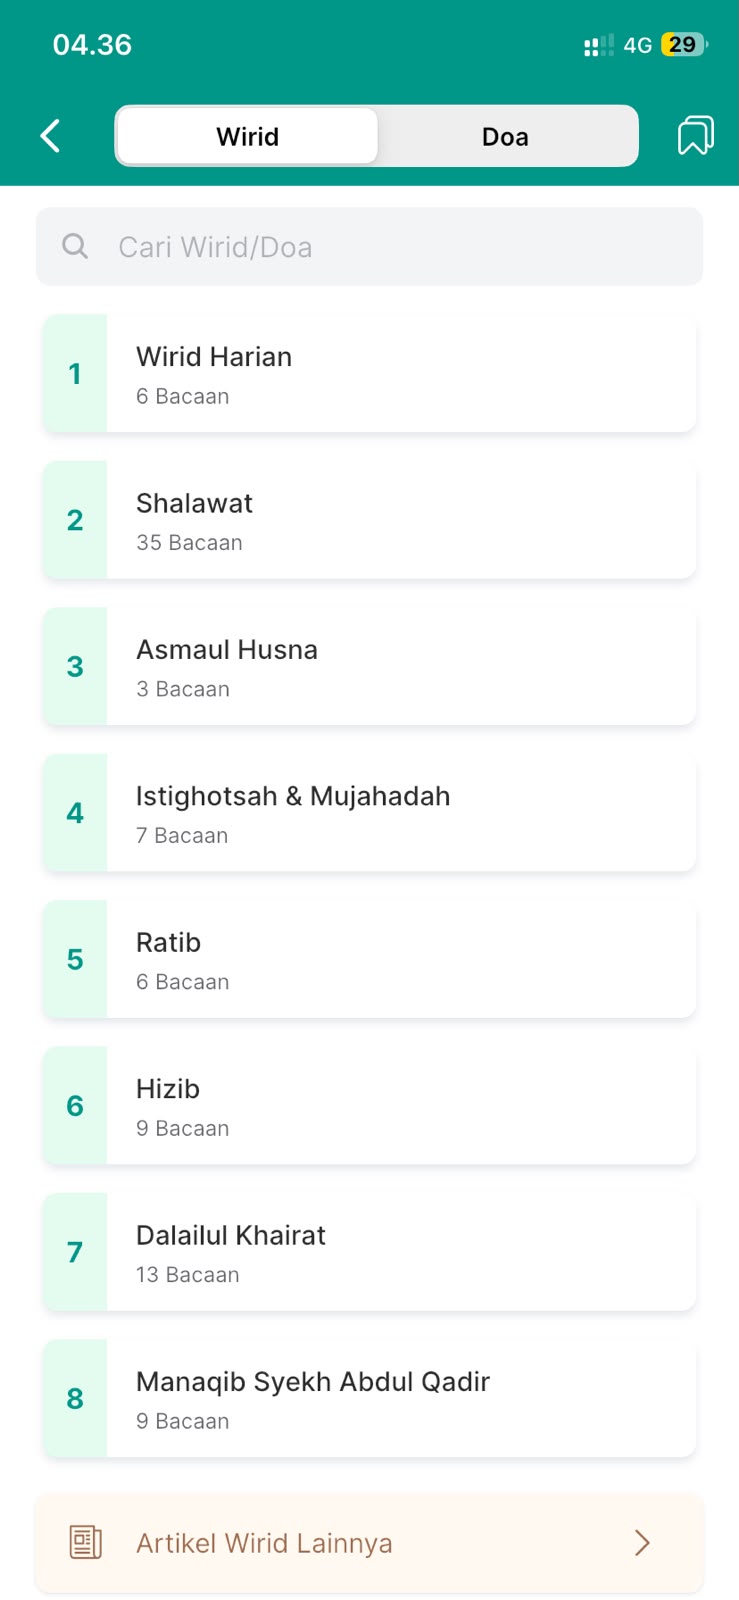 04.36
4G 29
Wirid Doa
Cari Wirid/Doa
1
Wirid Harian
6 Bacaan
2
Shalawat
35 Bacaan
3
Asmaul Husna
3 Bacaan
4
Istighotsah & Mujahadah
7 Bacaan
5
Ratib
6 Bacaan
6
Hizib
9 Bacaan
7
Dalailul Khairat
13 Bacaan
8
Manaqib Syekh Abdul Qadir
9 Bacaan
Artikel Wirid Lainnya